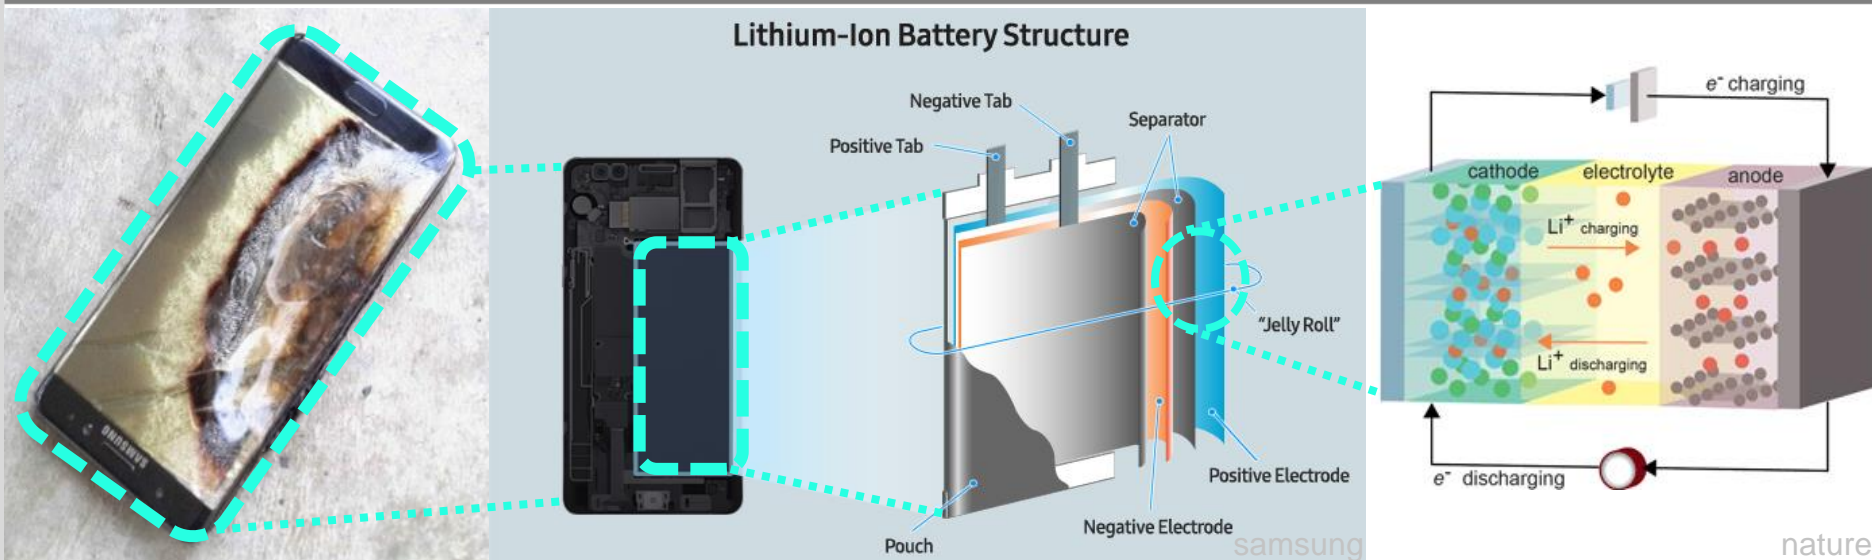 SAMSUNG
Lithium-Ion Battery Structure
Negative Tab
Positive Tab
Separator
"Jelly Roll"
Positive Electrode
Negative Electrode
Pouch
samsung
e⁻ charging
cathode
electrolyte
anode
Li⁺ charging
Li⁺ discharging
e⁻ discharging
nature